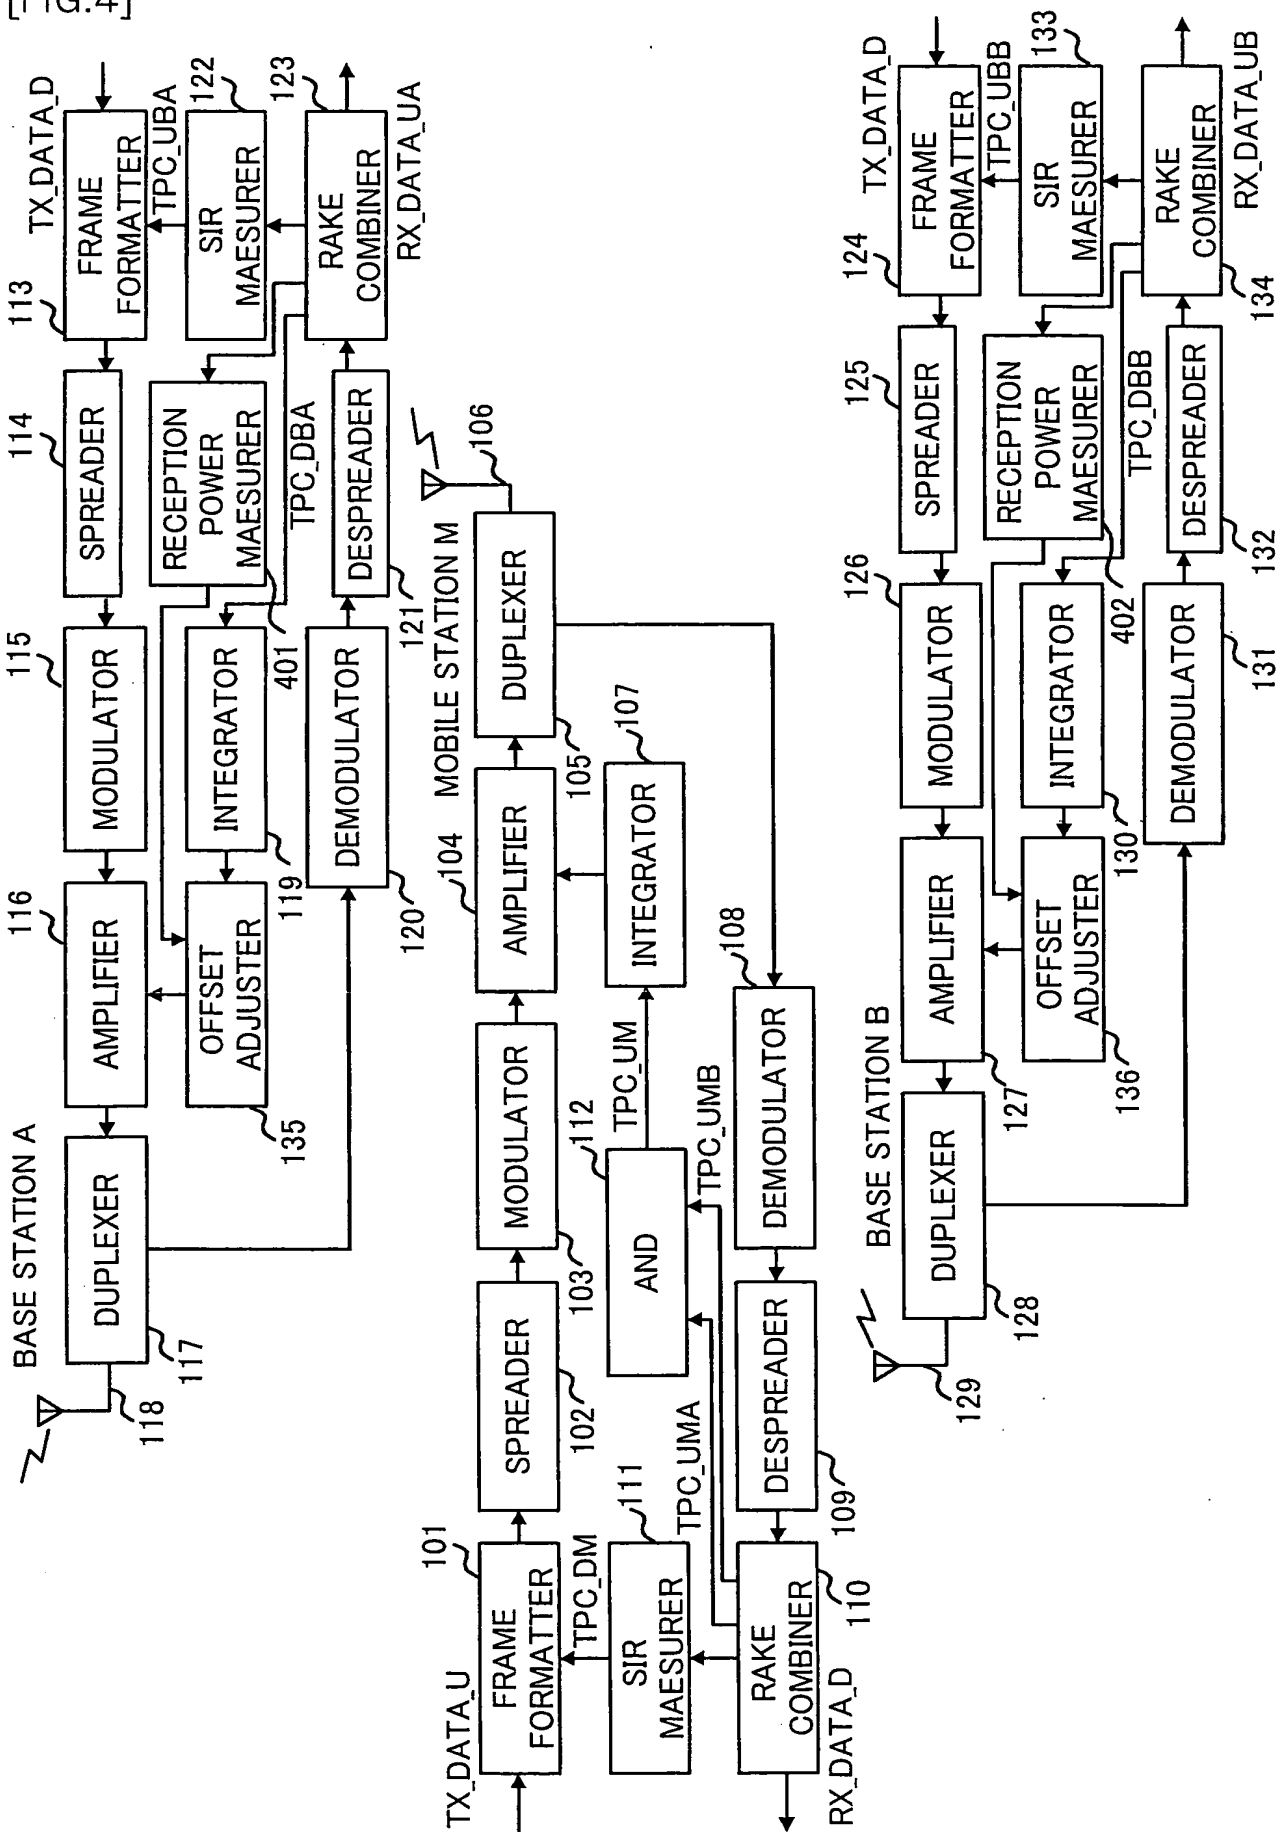 [FIG.4]
BASE STATION A
TX_DATA_D
FRAME
FORMATTER
113
SPREADER
114
MODULATOR
115
AMPLIFIER
116
DUPLEXER
117
118
TPC_UBA
SIR
MAESURER
122
RECEPTION
POWER
MAESURER
401
INTEGRATOR
119
OFFSET
ADJUSTER
135
TPC_DBA
RAKE
COMBINER
123
RX_DATA_UA
DESPREADER
121
DEMODULATOR
120
MOBILE STATION M
TX_DATA_U
FRAME
FORMATTER
101
SPREADER
102
MODULATOR
103
AMPLIFIER
104
DUPLEXER
105
106
TPC_DM
SIR
MAESURER
111
AND
112
TPC_UM
INTEGRATOR
107
TPC_UMA
TPC_UMB
RAKE
COMBINER
110
RX_DATA_D
DESPREADER
109
DEMODULATOR
108
BASE STATION B
TX_DATA_D
FRAME
FORMATTER
124
SPREADER
125
MODULATOR
126
AMPLIFIER
127
DUPLEXER
128
129
TPC_UBB
SIR
MAESURER
133
RECEPTION
POWER
MAESURER
402
INTEGRATOR
130
OFFSET
ADJUSTER
136
TPC_DBB
RAKE
COMBINER
134
RX_DATA_UB
DESPREADER
132
DEMODULATOR
131